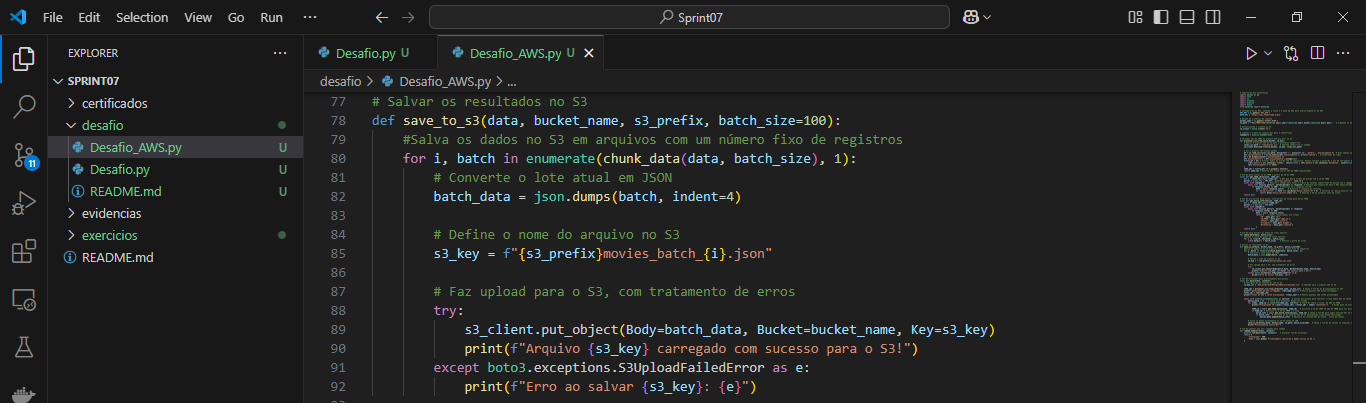 File Edit Selection View Go Run ··· Sprint07
EXPLORER ···
SPRINT07
certificados
desafio
Desafio_AWS.py U
Desafio.py U
README.md U
evidencias
exercicios
README.md
11
Desafio.py U Desafio_AWS.py U
desafio > Desafio_AWS.py > ...
77 # Salvar os resultados no S3
78 def save_to_s3(data, bucket_name, s3_prefix, batch_size=100):
79 #Salva os dados no S3 em arquivos com um número fixo de registros
80 for i, batch in enumerate(chunk_data(data, batch_size), 1):
81 # Converte o lote atual em JSON
82 batch_data = json.dumps(batch, indent=4)
83
84 # Define o nome do arquivo no S3
85 s3_key = f"{s3_prefix}movies_batch_{i}.json"
86
87 # Faz upload para o S3, com tratamento de erros
88 try:
89 s3_client.put_object(Body=batch_data, Bucket=bucket_name, Key=s3_key)
90 print(f"Arquivo {s3_key} carregado com sucesso para o S3!")
91 except boto3.exceptions.S3UploadFailedError as e:
92 print(f"Erro ao salvar {s3_key}: {e}")